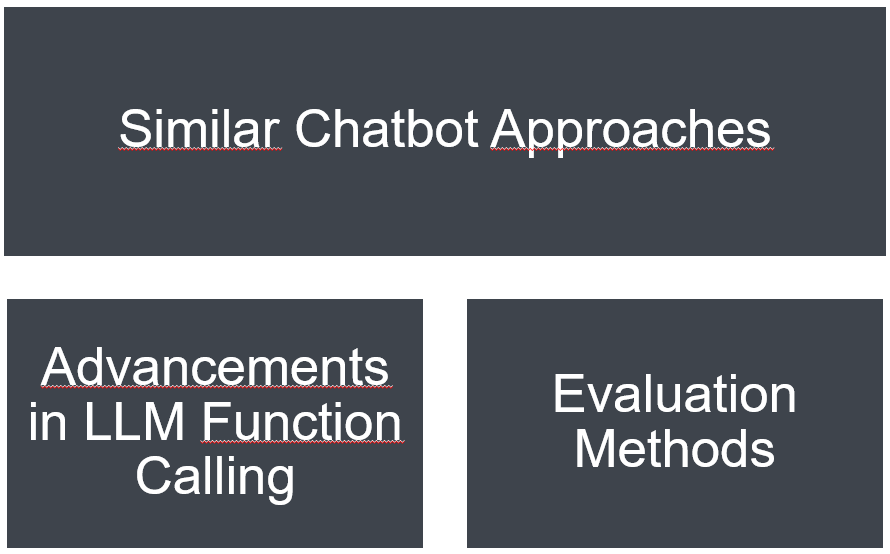 Similar Chatbot Approaches
Advancements
in LLM Function
Calling
Evaluation
Methods